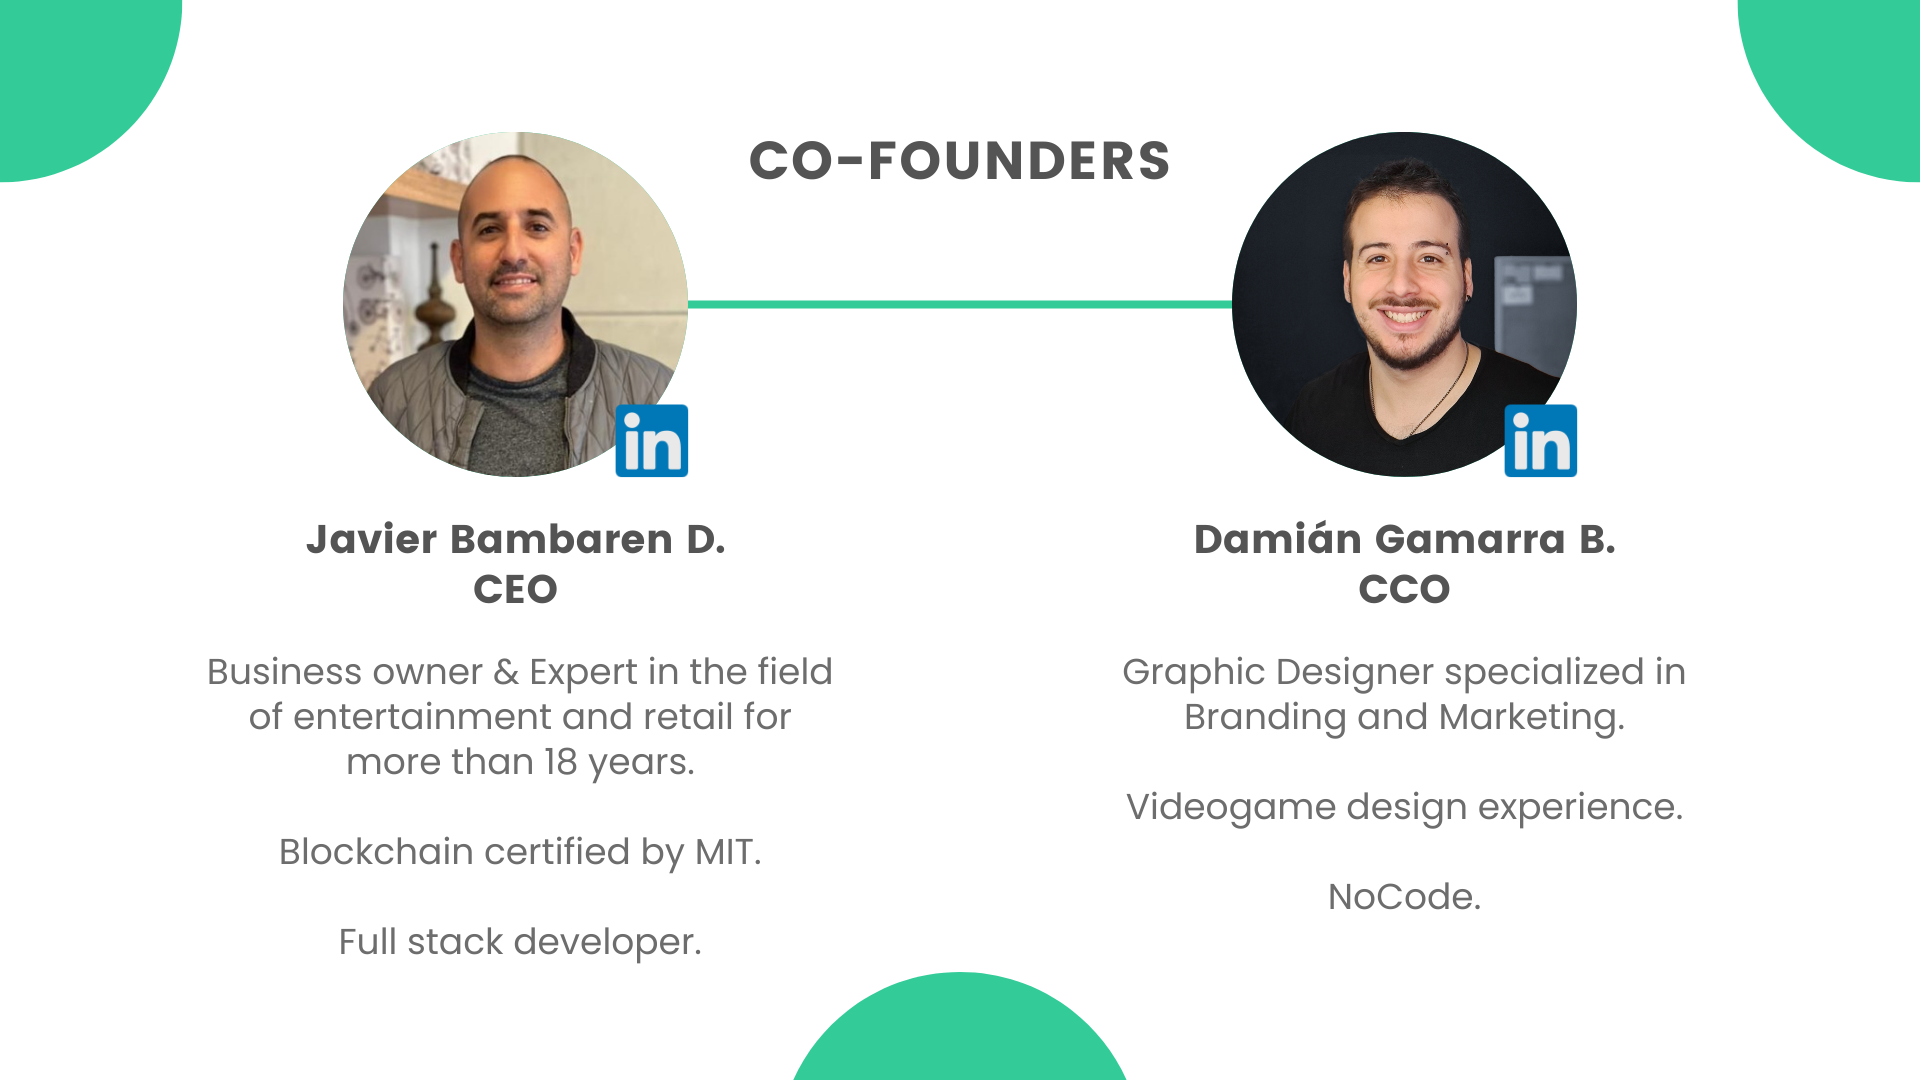 CO-FOUNDERS
in
in
Javier Bambaren D.
CEO
Business owner & Expert in the field
of entertainment and retail for
more than 18 years.
Blockchain certified by MIT.
Full stack developer.
Damián Gamarra B.
CCO
Graphic Designer specialized in
Branding and Marketing.
Videogame design experience.
NoCode.